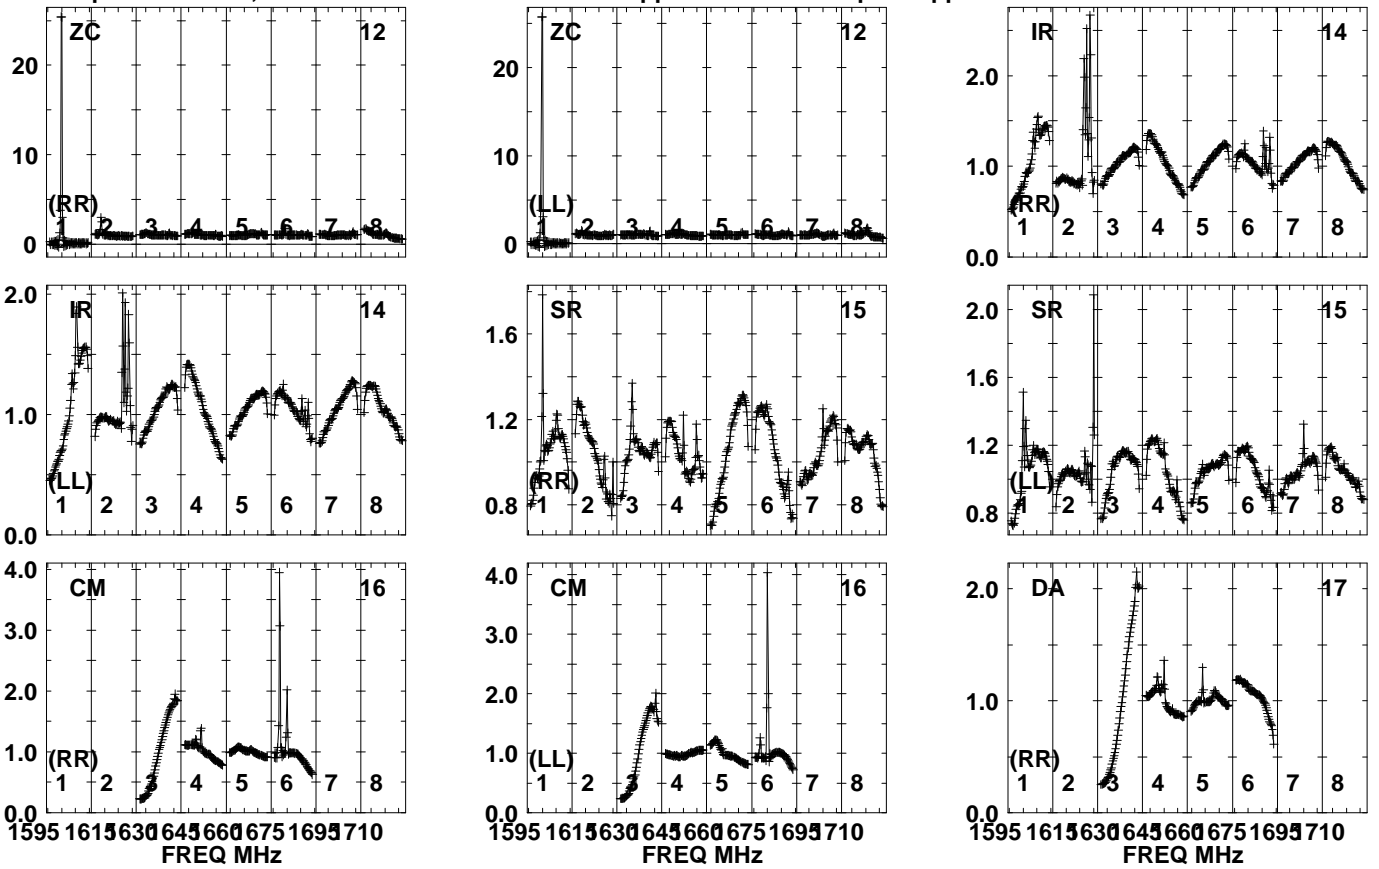 ZC 12
20
10
(RR)
1 2 3 4 5 6 7 8
0
ZC 12
20
10
(LL)
1 2 3 4 5 6 7 8
0
IR 14
2.0
1.0
(RR)
1 2 3 4 5 6 7 8
0.0
2.0
IR 14
1.0
(LL)
1 2 3 4 5 6 7 8
0.0
SR 15
1.6
1.2
(RR)
0.8
1 2 3 4 5 6 7 8
SR 15
2.0
1.6
1.2
(LL)
0.8
1 2 3 4 5 6 7 8
4.0
CM 16
3.0
2.0
1.0
(RR)
1 2 3 4 5 6 7 8
0.0
1595 1615 1630 1645 1660 1675 1695 1710
FREQ MHz
4.0
CM 16
3.0
2.0
1.0
(LL)
1 2 3 4 5 6 7 8
0.0
1595 1615 1630 1645 1660 1675 1695 1710
FREQ MHz
2.0
DA 17
1.0
(RR)
1 2 3 4 5 6 7 8
0.0
1595 1615 1630 1645 1660 1675 1695 1710
FREQ MHz